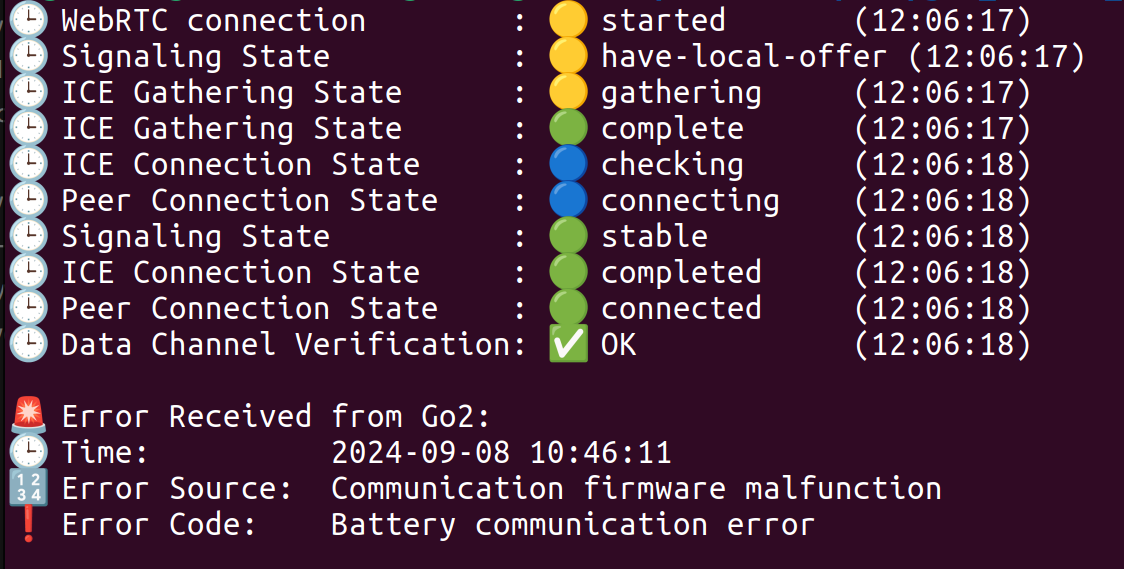 🕒 WebRTC connection : 🟡 started (12:06:17)
🕒 Signaling State : 🟡 have-local-offer (12:06:17)
🕒 ICE Gathering State : 🟡 gathering (12:06:17)
🕒 ICE Gathering State : 🟢 complete (12:06:17)
🕒 ICE Connection State : 🔵 checking (12:06:18)
🕒 Peer Connection State : 🔵 connecting (12:06:18)
🕒 Signaling State : 🟢 stable (12:06:18)
🕒 ICE Connection State : 🟢 completed (12:06:18)
🕒 Peer Connection State : 🟢 connected (12:06:18)
🕒 Data Channel Verification: ✅ OK (12:06:18)
🚨 Error Received from Go2:
🕒 Time: 2024-09-08 10:46:11
🔢 Error Source: Communication firmware malfunction
❗ Error Code: Battery communication error